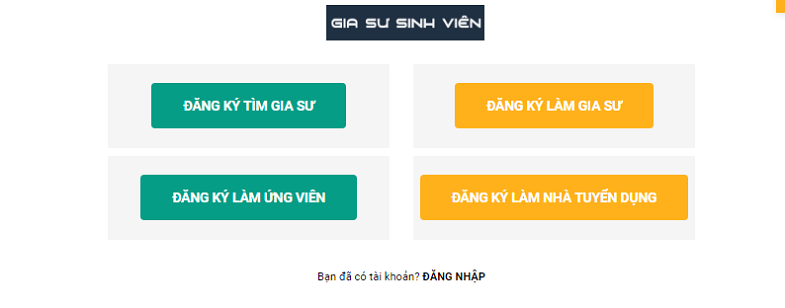 GIA SƯ SINH VIÊN
ĐĂNG KÝ TÌM GIA SƯ
ĐĂNG KÝ LÀM GIA SƯ
ĐĂNG KÝ LÀM ỨNG VIÊN
ĐĂNG KÝ LÀM NHÀ TUYỂN DỤNG
Bạn đã có tài khoản? ĐĂNG NHẬP